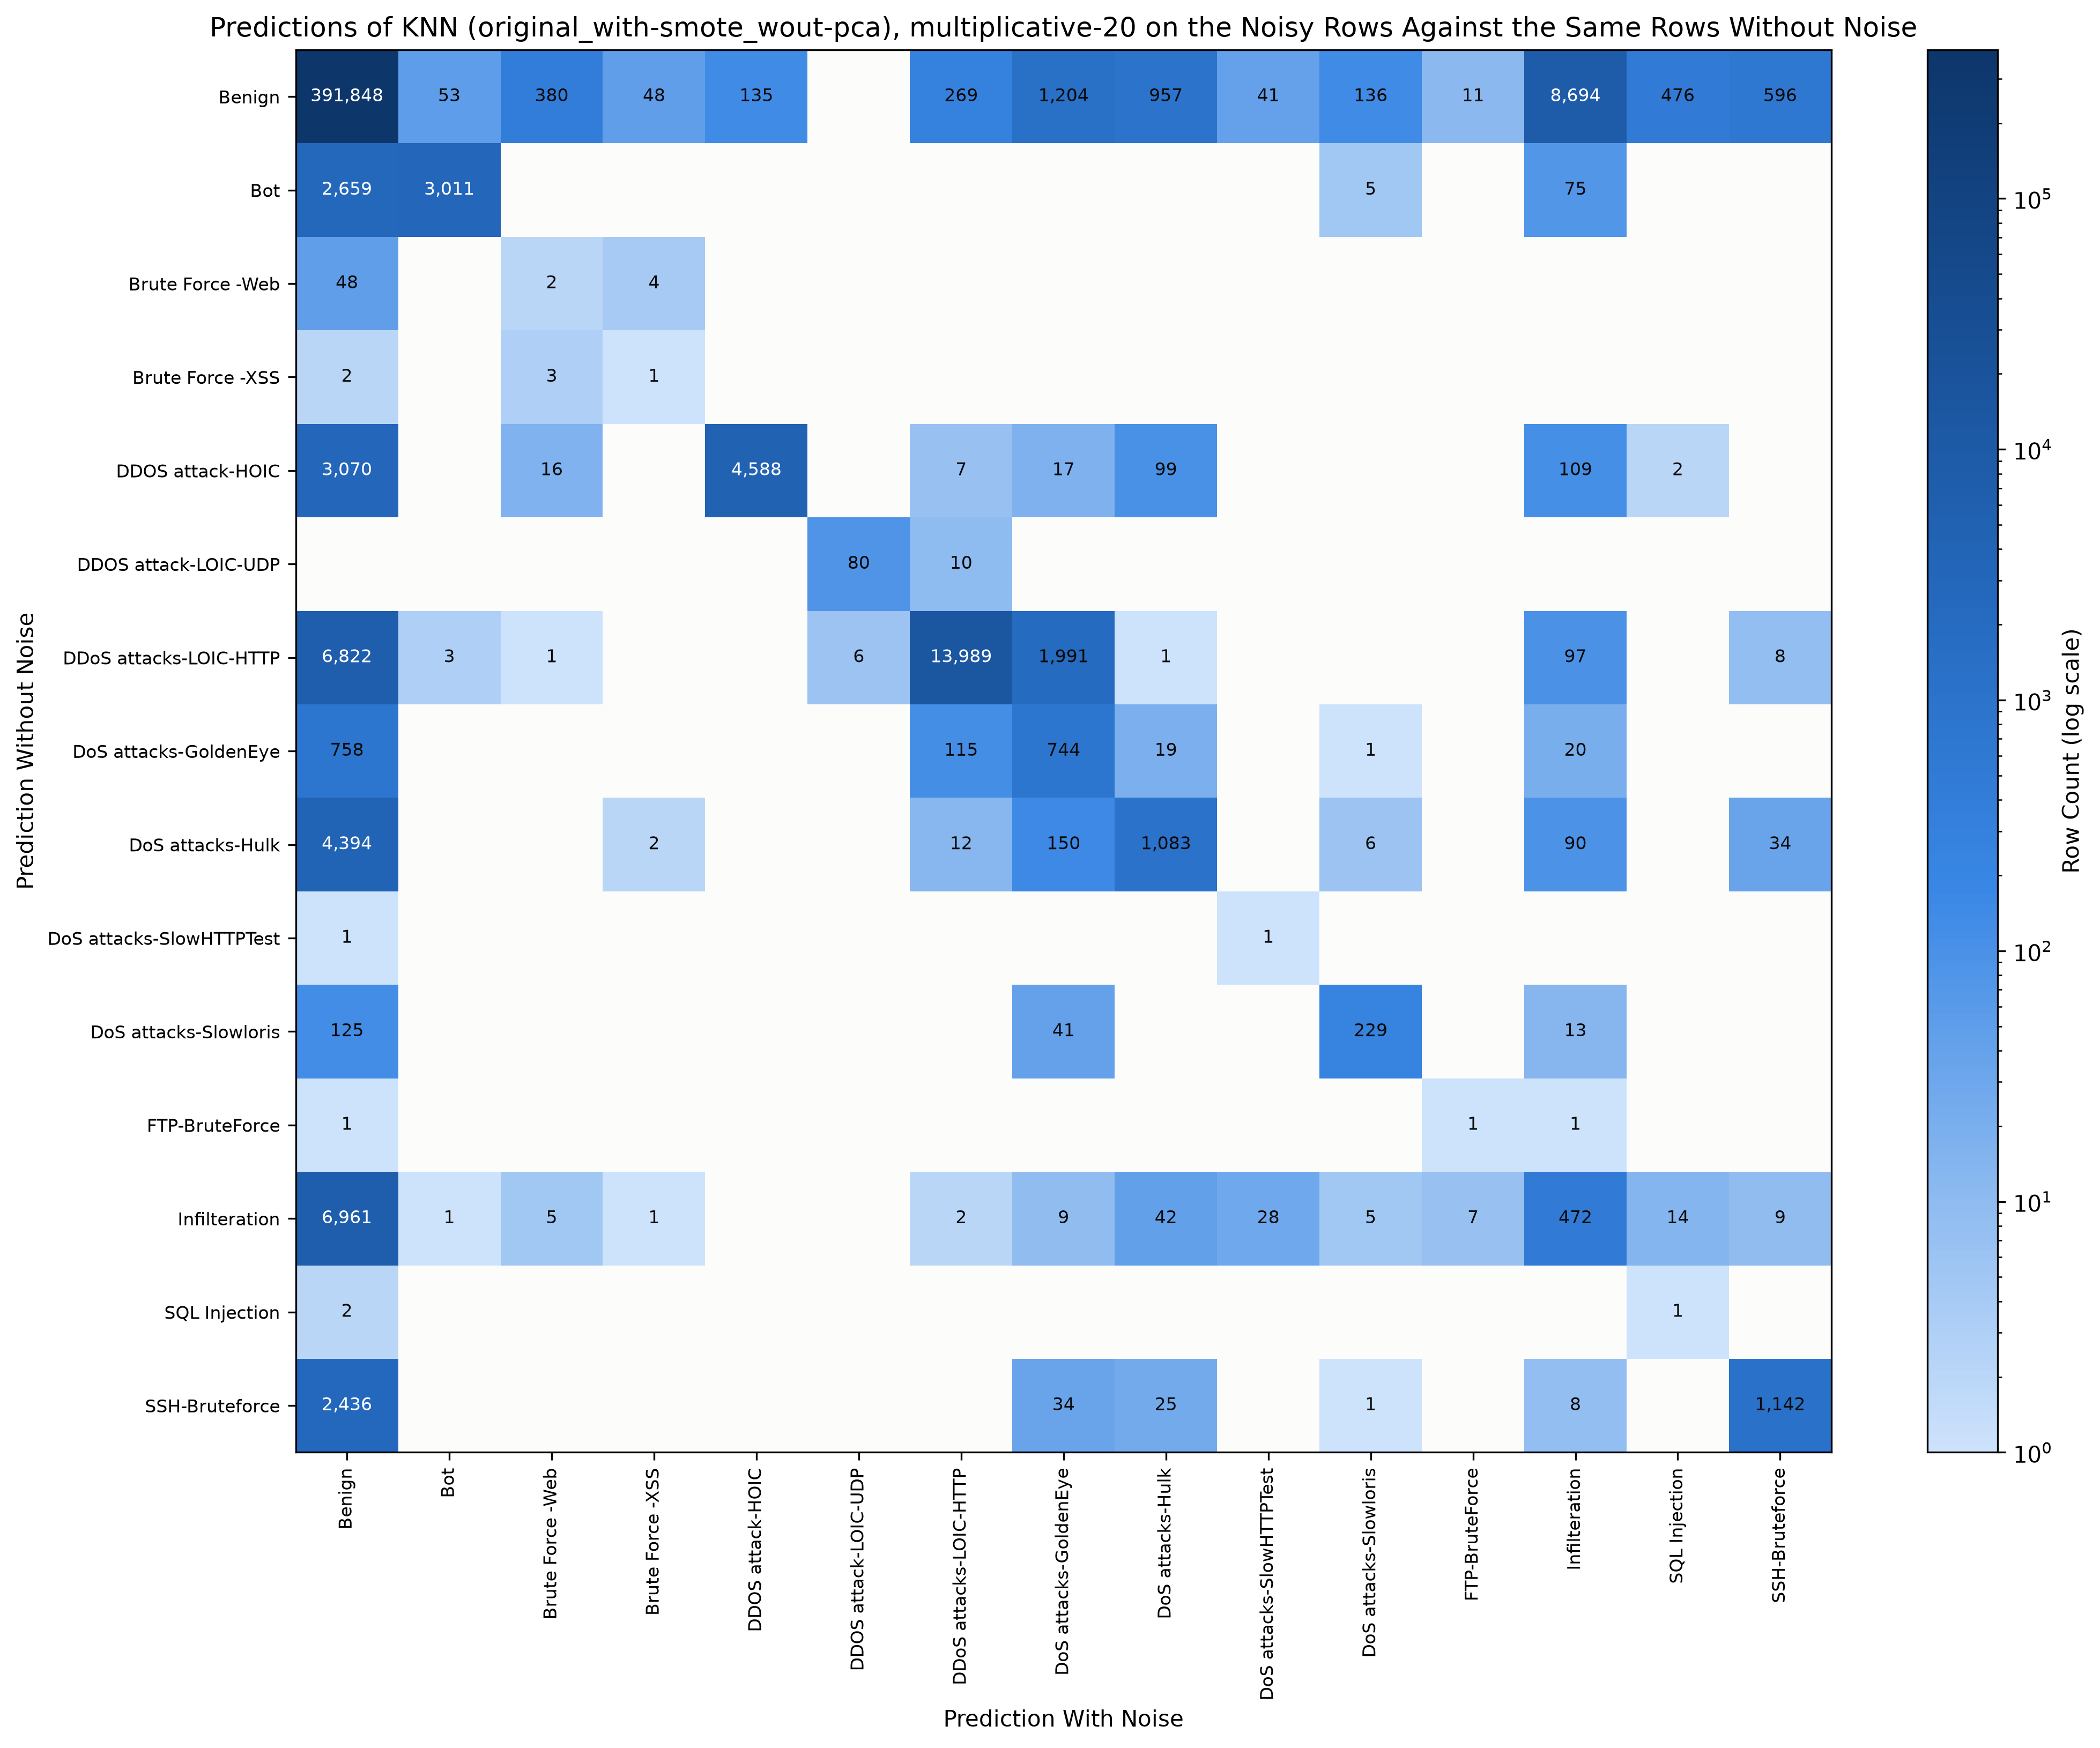 Predictions of KNN (original_with-smote_wout-pca), multiplicative-20 on the Noisy Rows Against the Same Rows Without Noise
Prediction Without Noise
Benign 391,848 53 380 48 135 269 1,204 957 41 136 11 8,694 476 596
Bot 2,659 3,011 5 75
Brute Force -Web 48 2 4
Brute Force -XSS 2 3 1
DDOS attack-HOIC 3,070 16 4,588 7 17 99 109 2
DDOS attack-LOIC-UDP 80 10
DDoS attacks-LOIC-HTTP 6,822 3 1 6 13,989 1,991 1 97 8
DoS attacks-GoldenEye 758 115 744 19 1 20
DoS attacks-Hulk 4,394 2 12 150 1,083 6 90 34
DoS attacks-SlowHTTPTest 1 1
DoS attacks-Slowloris 125 41 229 13
FTP-BruteForce 1 1 1
Infilteration 6,961 1 5 1 2 9 42 28 5 7 472 14 9
SQL Injection 2 1
SSH-Bruteforce 2,436 34 25 1 8 1,142
Benign
Bot
Brute Force -Web
Brute Force -XSS
DDOS attack-HOIC
DDOS attack-LOIC-UDP
DDoS attacks-LOIC-HTTP
DoS attacks-GoldenEye
DoS attacks-Hulk
DoS attacks-SlowHTTPTest
DoS attacks-Slowloris
FTP-BruteForce
Infilteration
SQL Injection
SSH-Bruteforce
Prediction With Noise
10⁵
10⁴
10³
10²
10¹
10⁰
Row Count (log scale)